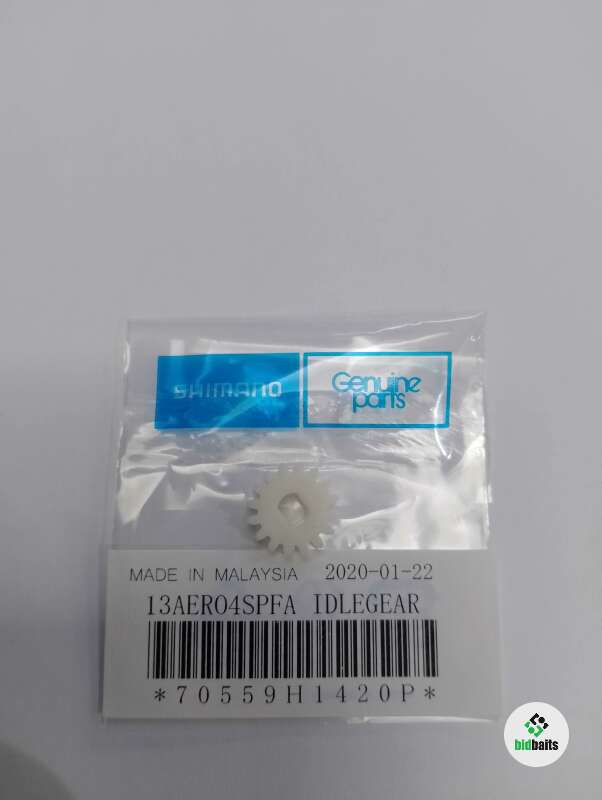 SHIMANO
Genuine
parts
MADE IN MALAYSIA 2020-01-22
13AERO4SPFA IDLEGEAR
*70559H1420P*
bidbaits